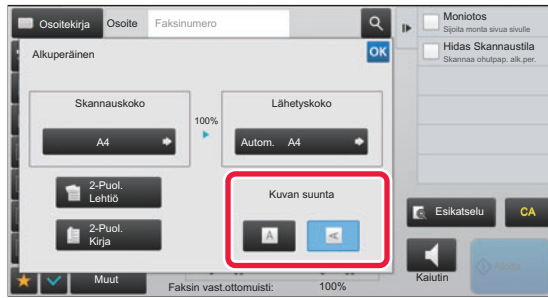 Osoitekirja
Osoite
Faksinumero
Moniotos
Sijoita monta sivua sivulle
Alkuperäinen
OK
Hidas Skannaustila
Skannaa ohutpap. alk.per.
Skannauskoko
100%
Lähetyskoko
A4
Autom. A4
2-Puol.
Lehtiö
Kuvan suunta
2-Puol.
Kirja
A
A
Esikatselu
CA
Muut
Faksin vast.ottomuisti: 100%
Kaiutin